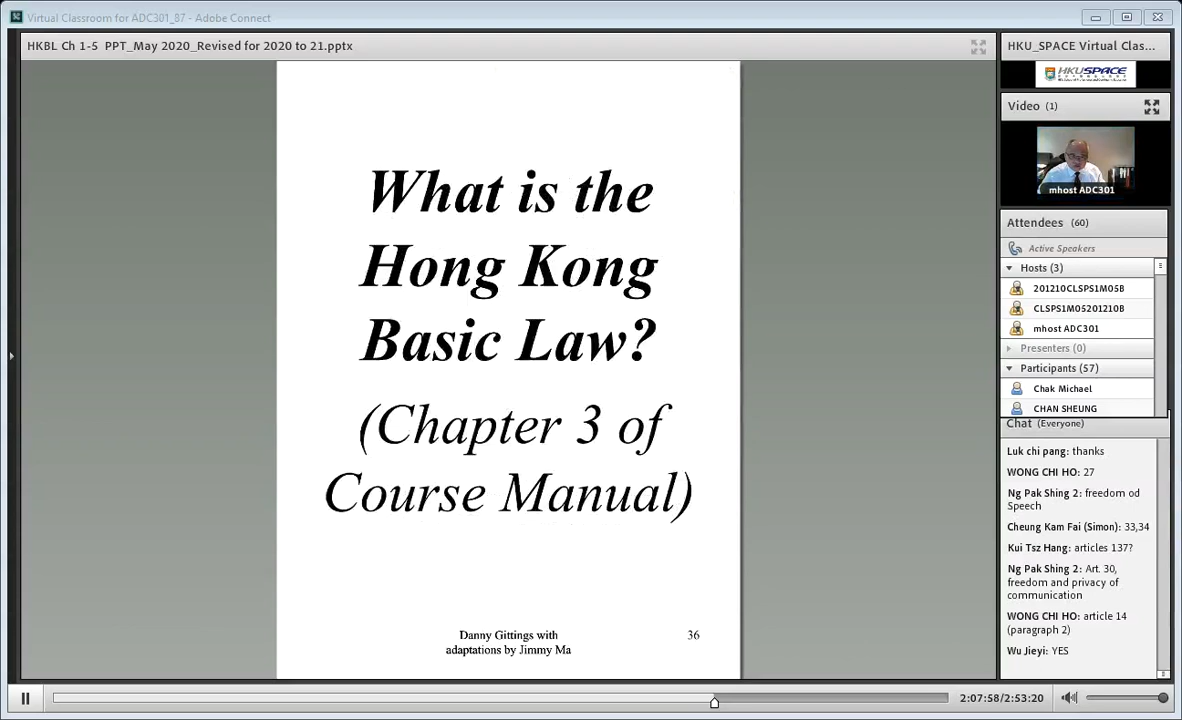 Virtual Classroom for ADC301_87 - Adobe Connect
HKBL Ch 1-5 PPT_May 2020_Revised for 2020 to 21.pptx
What is the
Hong Kong
Basic Law?
(Chapter 3 of
Course Manual)
Danny Gittings with
adaptations by Jimmy Ma
36
HKU_SPACE Virtual Clas...
HKUSPACE
Video (1)
mhost ADC301
Attendees (60)
Active Speakers
Hosts (3)
201210CLSPS1M05B
CLSPS1M05201210B
mhost ADC301
Presenters (0)
Participants (57)
Chak Michael
CHAN SHEUNG
Chat (Everyone)
Luk chi pang: thanks
WONG CHI HO: 27
Ng Pak Shing 2: freedom od
Speech
Cheung Kam Fai (Simon): 33,34
Kui Tsz Hang: articles 137?
Ng Pak Shing 2: Art. 30,
freedom and privacy of
communication
WONG CHI HO: article 14
(paragraph 2)
Wu Jieyi: YES
2:07:58/2:53:20